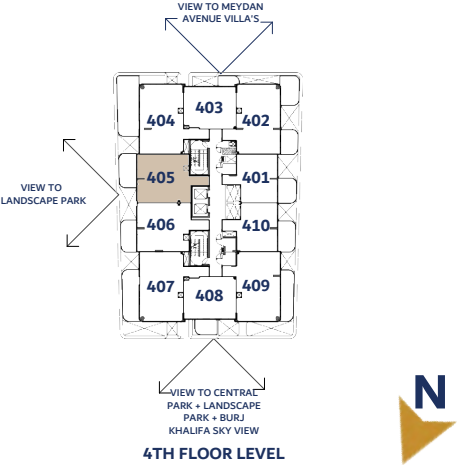 VIEW TO MEYDAN
AVENUE VILLA'S
403
404
402
405
401
VIEW TO
LANDSCAPE PARK
406
410
407
408
409
VIEW TO CENTRAL
PARK + LANDSCAPE
PARK + BURJ
KHALIFA SKY VIEW
4TH FLOOR LEVEL
N